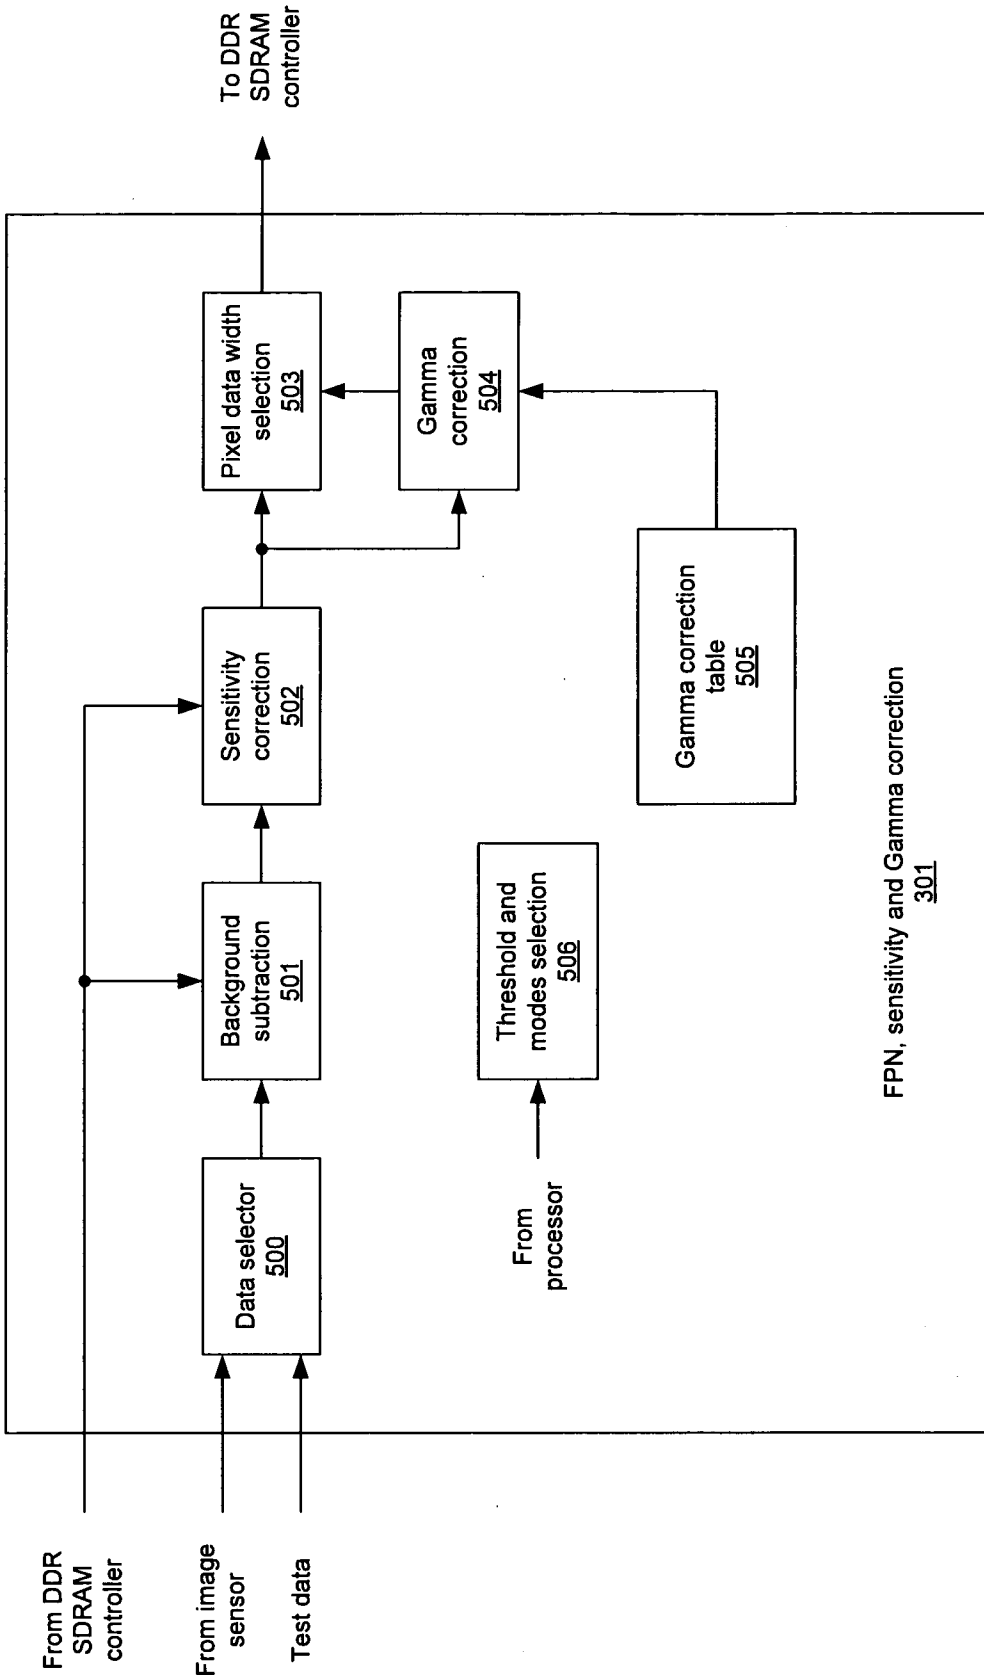 From DDR
SDRAM
controller
From image
sensor
Test data
Data selector
500
Background
subtraction
501
Sensitivity
correction
502
Pixel data width
selection
503
To DDR
SDRAM
controller
Gamma
correction
504
From
processor
Threshold and
modes selection
506
Gamma correction
table
505
FPN, sensitivity and Gamma correction
301